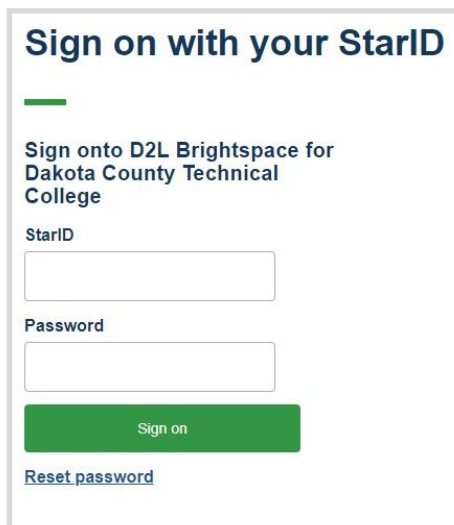 Sign on with your StarID
Sign onto D2L Brightspace for
Dakota County Technical
College
StarID
Password
Sign on
Reset password